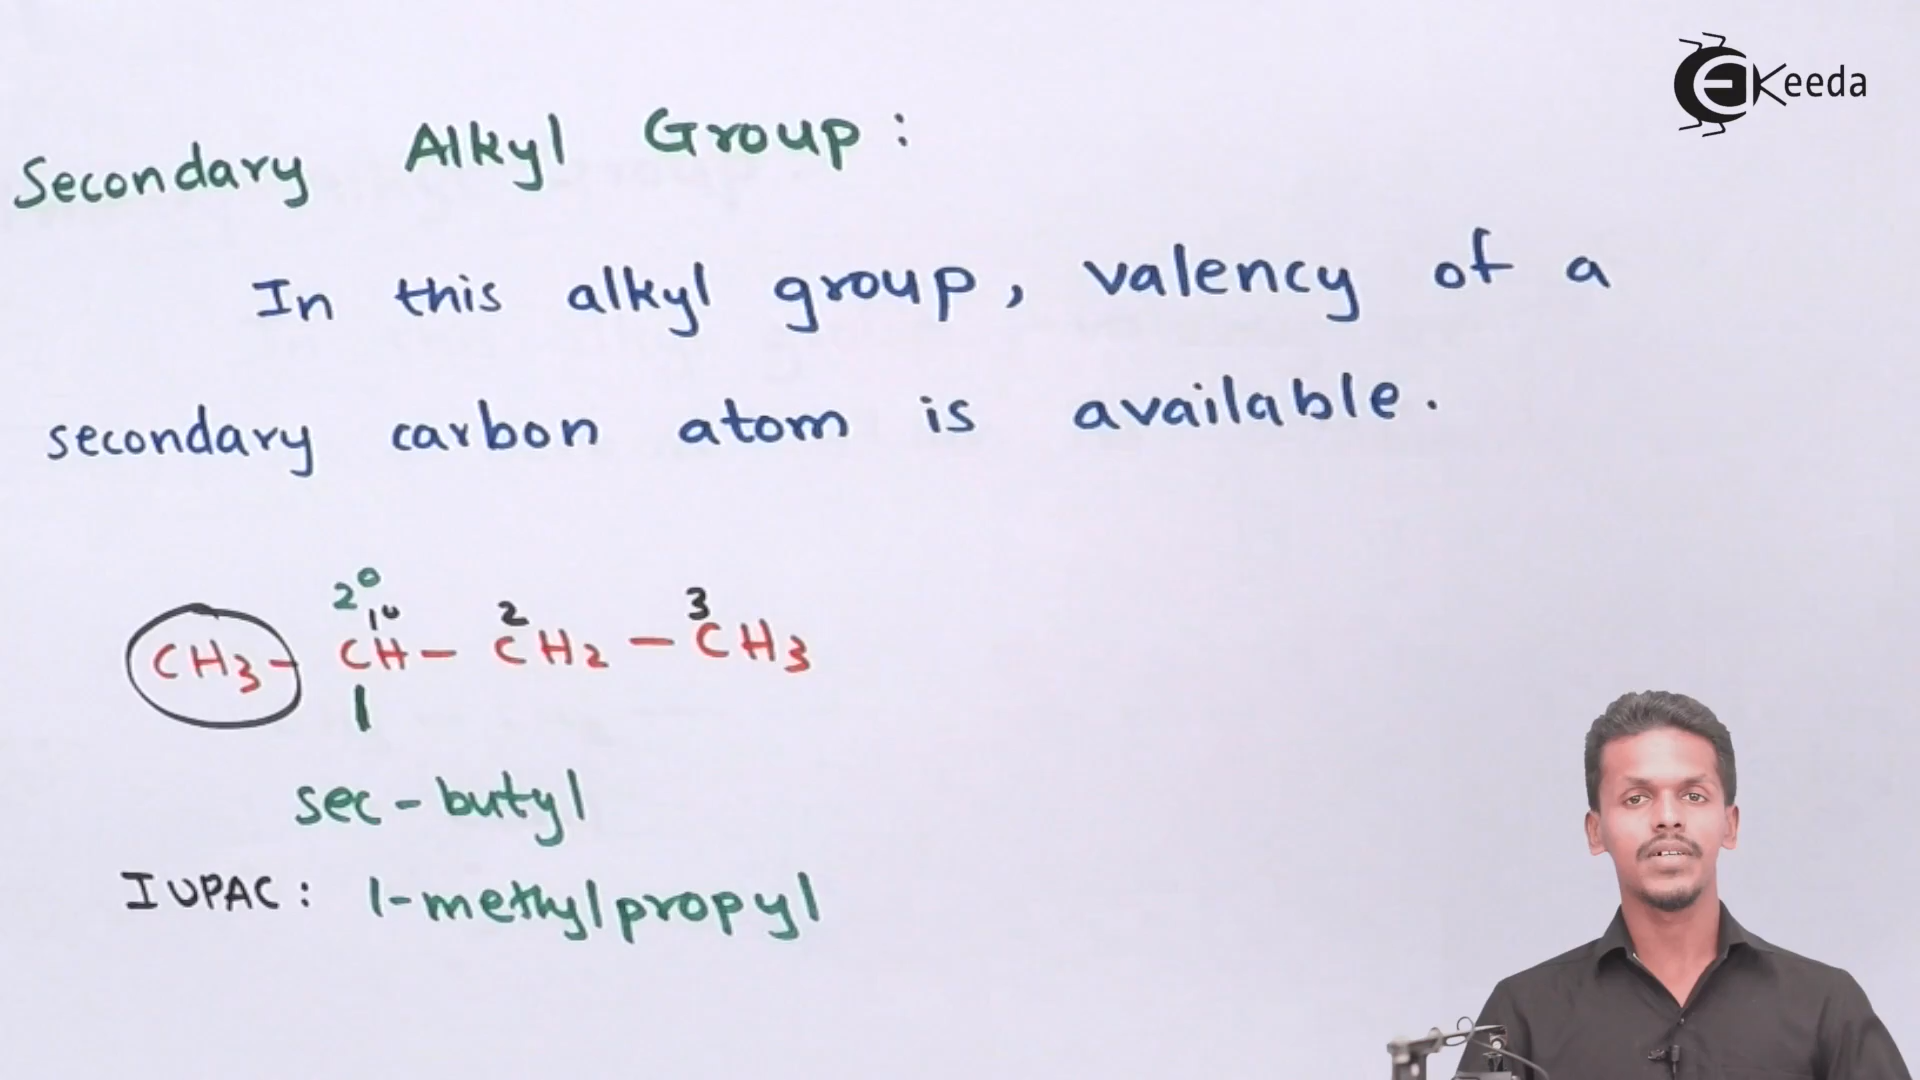 EKeeda
Secondary Alkyl Group :
In this alkyl group, valency of a
secondary carbon atom is available.
2° 1 2 3
CH3 - CH - CH2 - CH3
sec-butyl
IUPAC: 1-methylpropyl